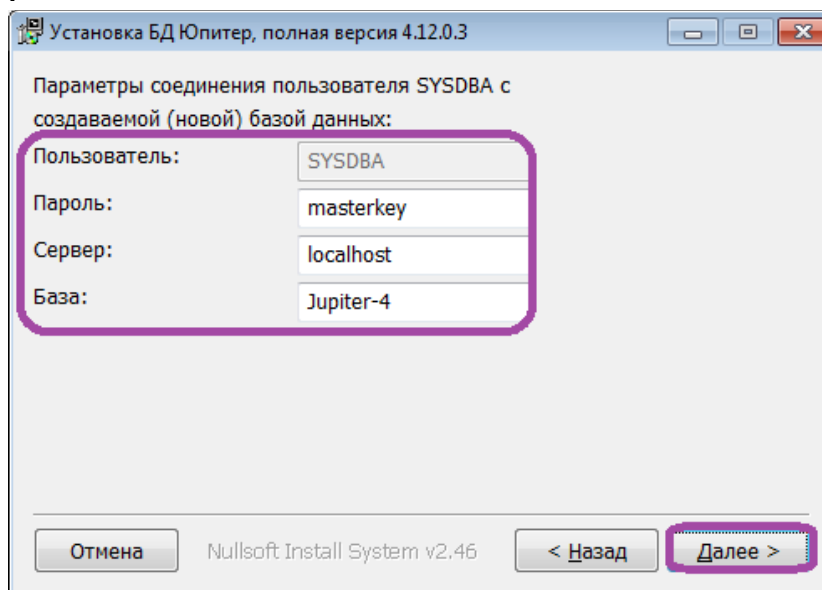 Установка БД Юпитер, полная версия 4.12.0.3
Параметры соединения пользователя SYSDBA с
создаваемой (новой) базой данных:
Пользователь: SYSDBA
Пароль: masterkey
Сервер: localhost
База: Jupiter-4
Отмена Nullsoft Install System v2.46 < Назад Далее >